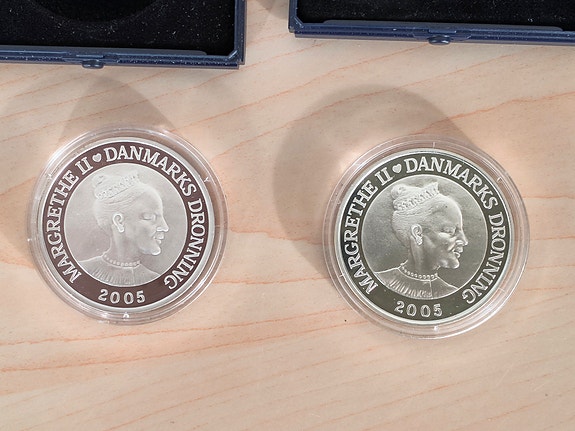 MARGRETHE II ♥ DANMARKS DRONNING
2005
MARGRETHE II ♥ DANMARKS DRONNING
2005